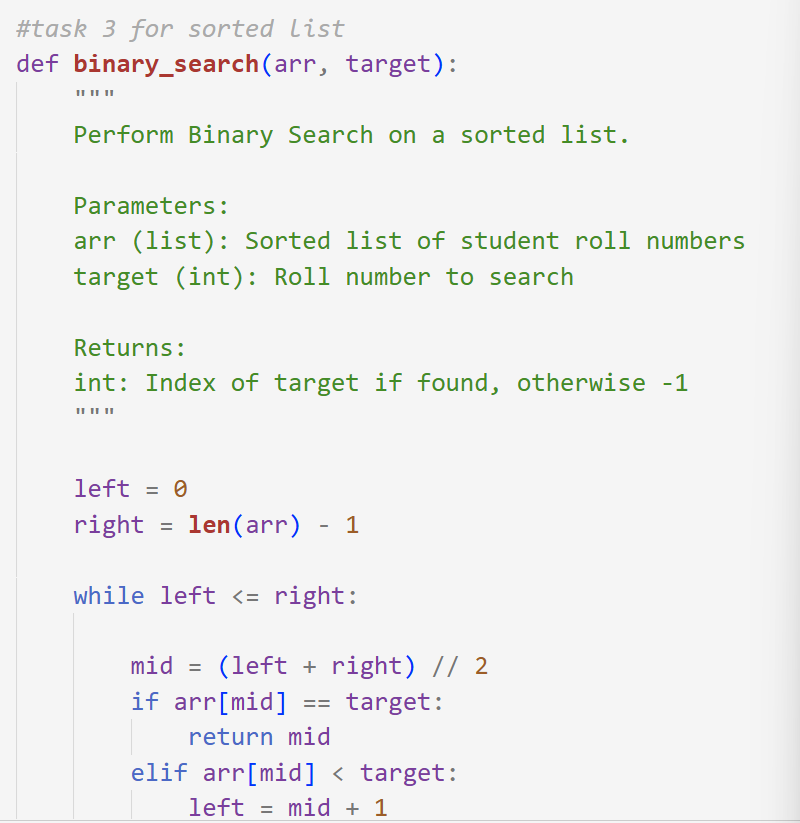 #task 3 for sorted list
def binary_search(arr, target):
    """
    Perform Binary Search on a sorted list.

    Parameters:
    arr (list): Sorted list of student roll numbers
    target (int): Roll number to search

    Returns:
    int: Index of target if found, otherwise -1
    """

    left = 0
    right = len(arr) - 1

    while left <= right:

        mid = (left + right) // 2
        if arr[mid] == target:
            return mid
        elif arr[mid] < target:
            left = mid + 1